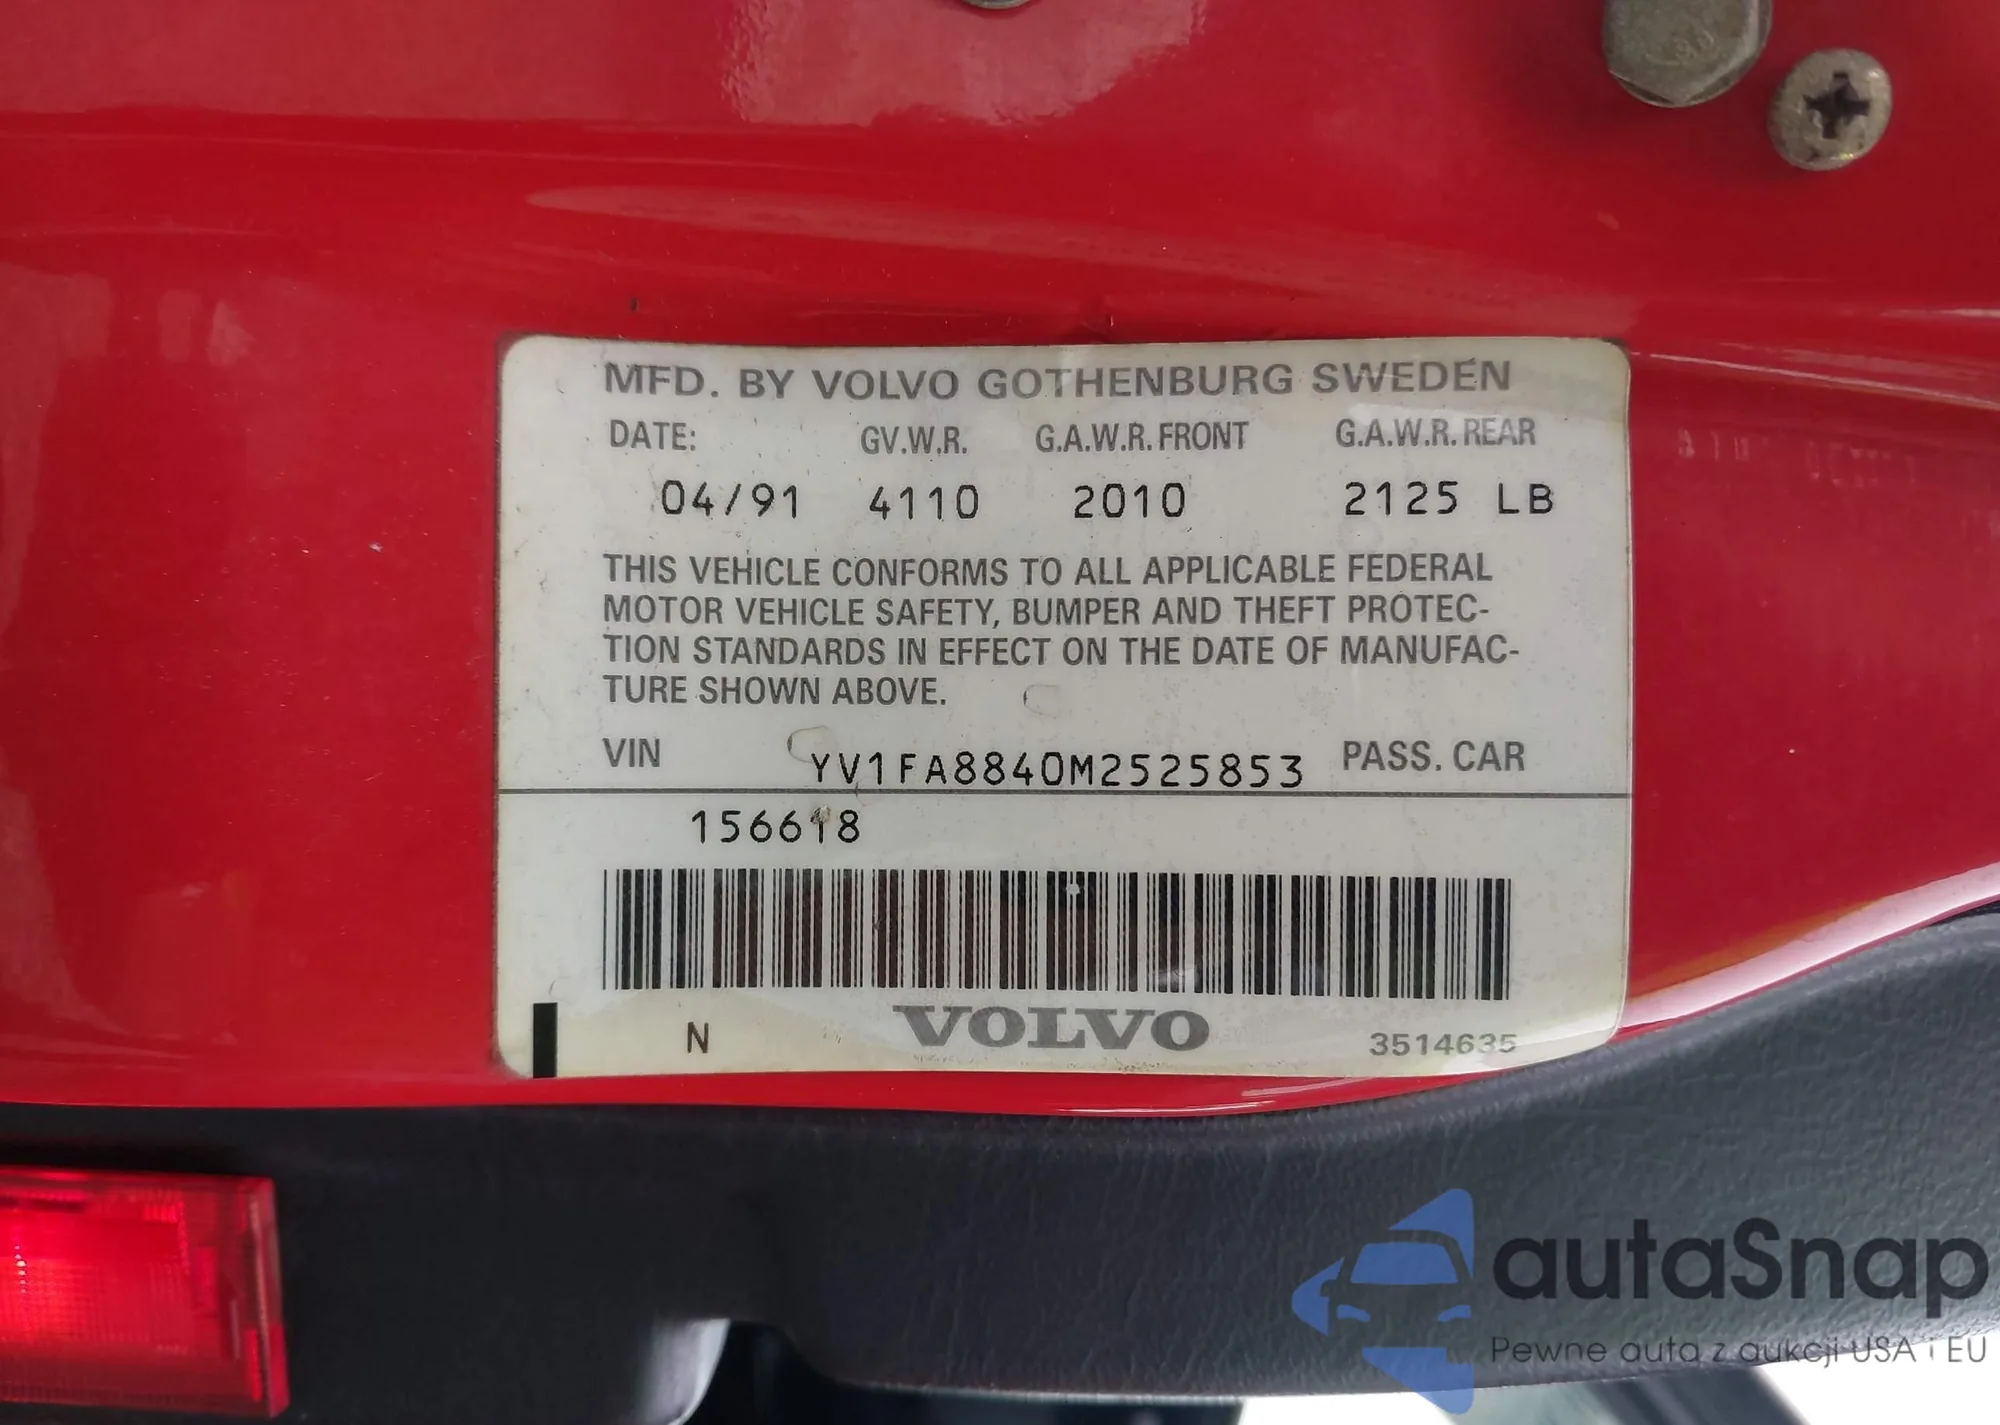 MFD. BY VOLVO GOTHENBURG SWEDEN
DATE: GV.W.R. G.A.W.R. FRONT G.A.W.R. REAR
04/91 4110 2010 2125 LB
THIS VEHICLE CONFORMS TO ALL APPLICABLE FEDERAL
MOTOR VEHICLE SAFETY, BUMPER AND THEFT PROTEC-
TION STANDARDS IN EFFECT ON THE DATE OF MANUFAC-
TURE SHOWN ABOVE.
VIN YV1FA8840M2525853 PASS. CAR
156618
N VOLVO 3514635
autaSnap
Pewne auta z aukcji USA i EU